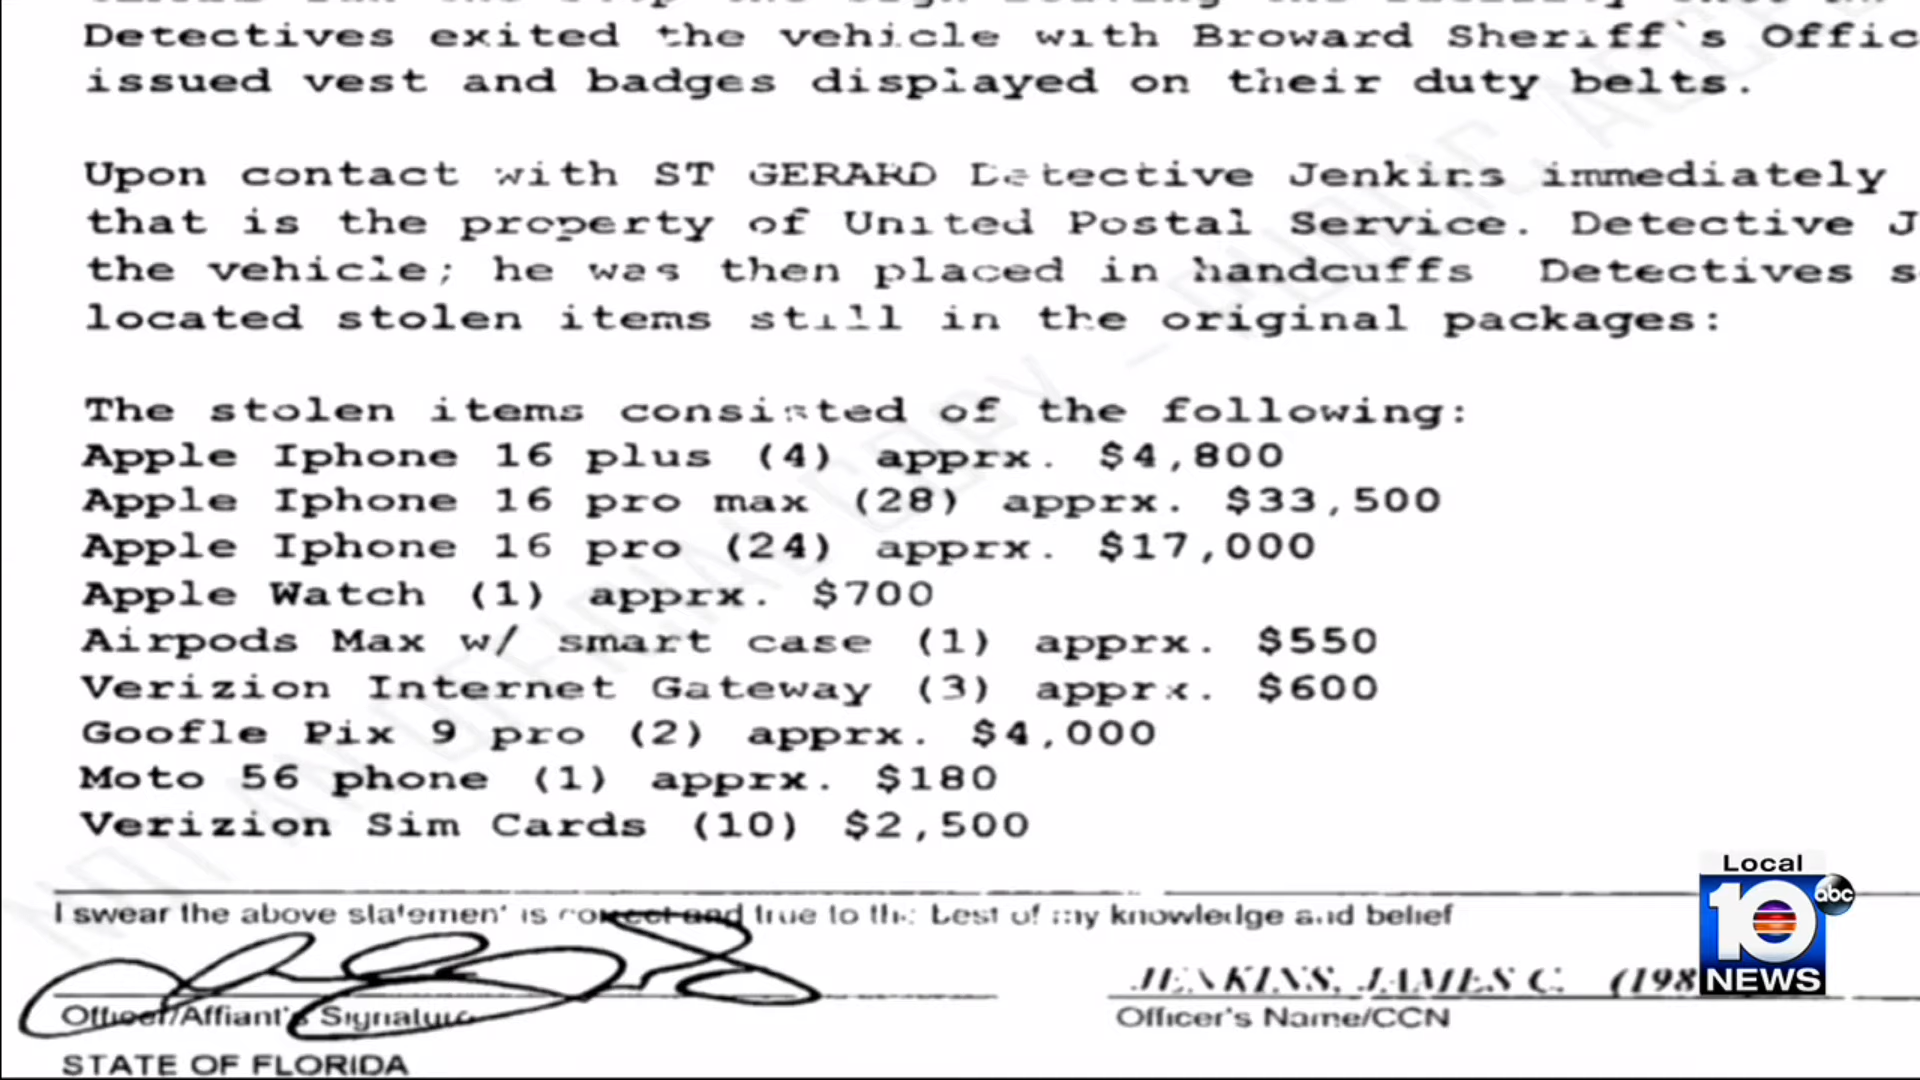 Detectives exited the vehicle with Broward Sheriff's Offic
issued vest and badges displayed on their duty belts.
Upon contact with ST GERARD Detective Jenkins immediately
that is the property of United Postal Service. Detective J
the vehicle; he was then placed in handcuffs Detectives s
located stolen items still in the original packages:
The stolen items consisted of the following:
Apple Iphone 16 plus (4) apprx. $4,800
Apple Iphone 16 pro max (28) apprx. $33,500
Apple Iphone 16 pro (24) apprx. $17,000
Apple Watch (1) apprx. $700
Airpods Max w/ smart case (1) apprx. $550
Verizion Internet Gateway (3) apprx. $600
Goofle Pix 9 pro (2) apprx. $4,000
Moto 56 phone (1) apprx. $180
Verizion Sim Cards (10) $2,500
I swear the above statement is correct and true to the best of my knowledge and belief
JENKINS, JAMES C. (198
Officer/Affiant's Signature
Officer's Name/CCN
STATE OF FLORIDA
Local
10
abc
NEWS
NOT AN OFFICIAL COPY - PUBLIC ACCESS